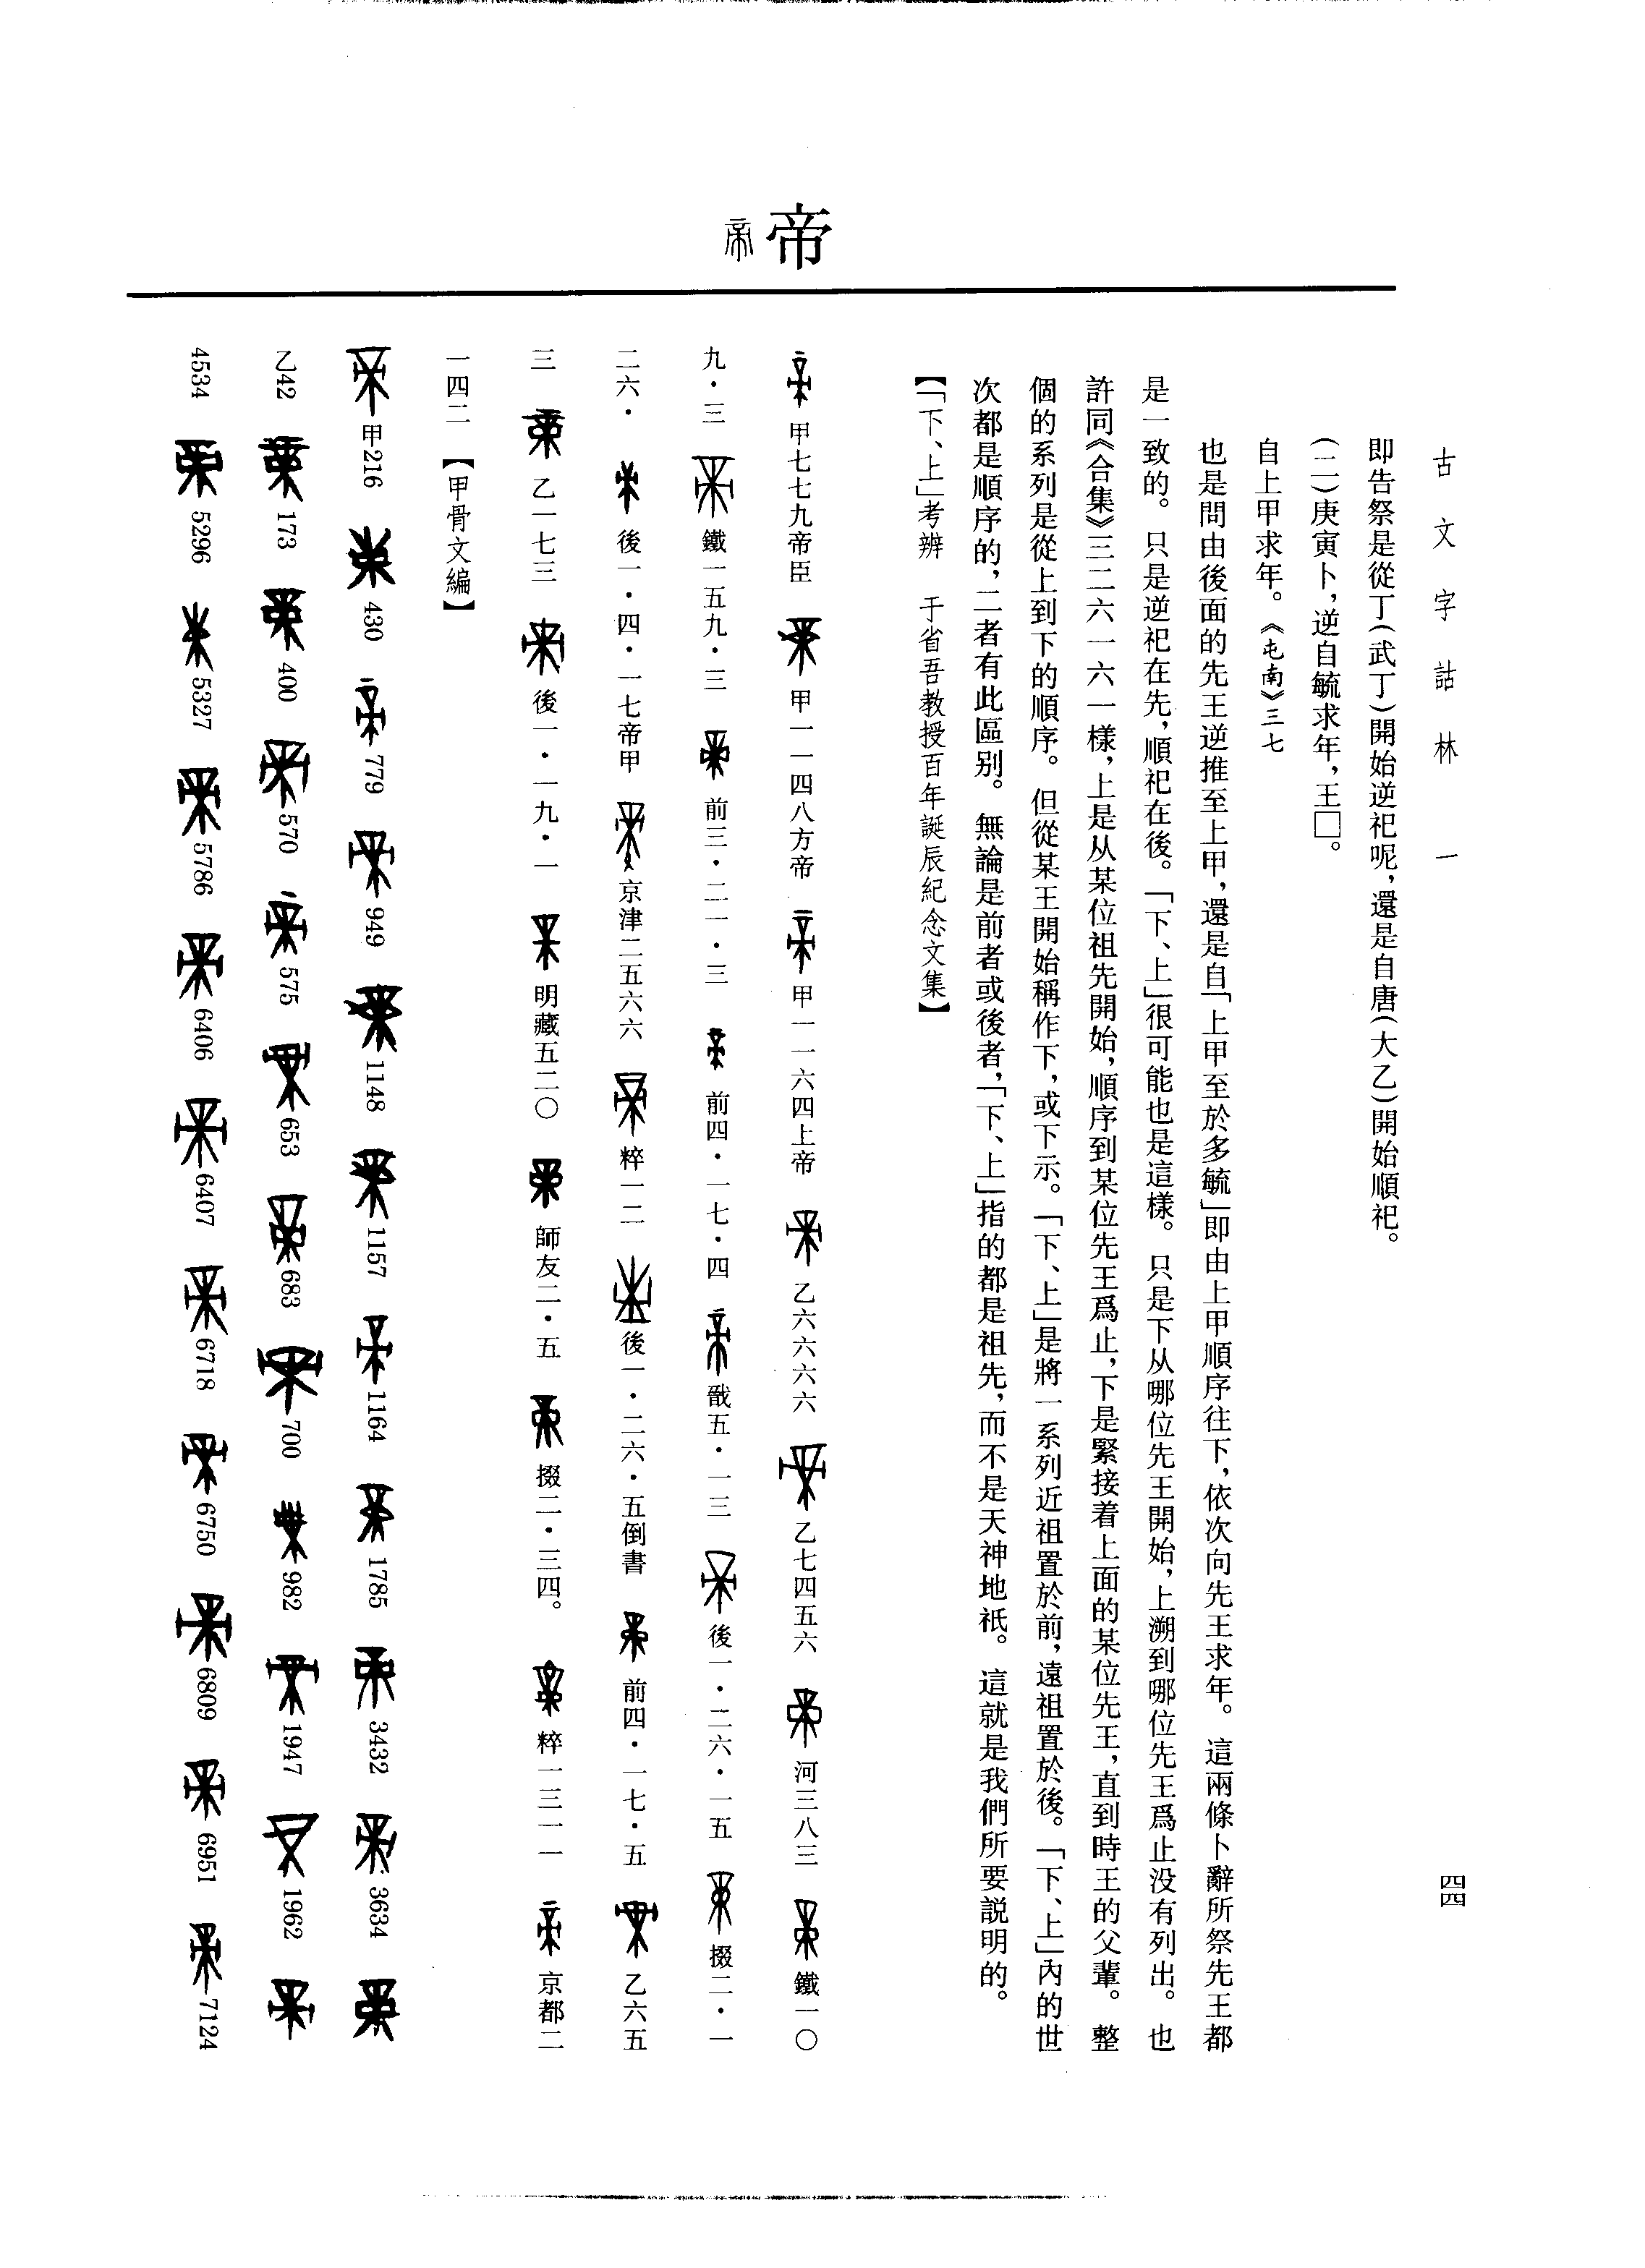 古文字詁林 一
四四
帝
即告祭是從丁(武丁)開始逆祀呢，還是自唐(大乙)開始順祀。
(二)庚寅卜，逆自毓求年，王□。
自上甲求年。《屯南》三七
也是問由後面的先王逆推至上甲，還是自「上甲至於多毓」即由上甲順序往下，依次向先王求年。這兩條卜辭所祭先王都
是一致的。只是逆祀在先，順祀在後。「下、上」很可能也是這樣。只是下从哪位先王開始，上溯到哪位先王爲止没有列出。也
許同《合集》三二六一六一樣，上是从某位祖先開始，順序到某位先王爲止，下是緊接着上面的某位先王，直到時王的父輩。整
個的系列是從上到下的順序。但從某王開始稱作下，或下示。「下、上」是將一系列近祖置於前，遠祖置於後。「下、上」內的世
次都是順序的，二者有此區别。無論是前者或後者，「下、上」指的都是祖先，而不是天神地祇。這就是我們所要説明的。
【「下、上」考辨　于省吾教授百年誕辰紀念文集】
甲七七九帝臣 甲一一四八方帝 甲一一六四上帝 乙六六六六 乙七四五六 河三八三 鐵一〇
九·三 鐵一五九·三 前三·二一·三 前四·一七·四 戩五·一三 後一·二六·一五 掇二·一
二六· 後一·四·一七帝甲 京津二五六六 粹一二 後一·二六·五倒書 前四·一七·五 乙六五
三 乙一七三 後一·一九·一 明藏五二〇 師友二·五 掇二·三四。 粹一三一一 京都二
一四二 【甲骨文編】
甲216 430 779 949 1148 1157 1164 1785 3432 3634
乙42 173 400 570 575 653 683 700 982 1947 1962
4534 5296 5327 5786 6406 6407 6718 6750 6809 6951 7124